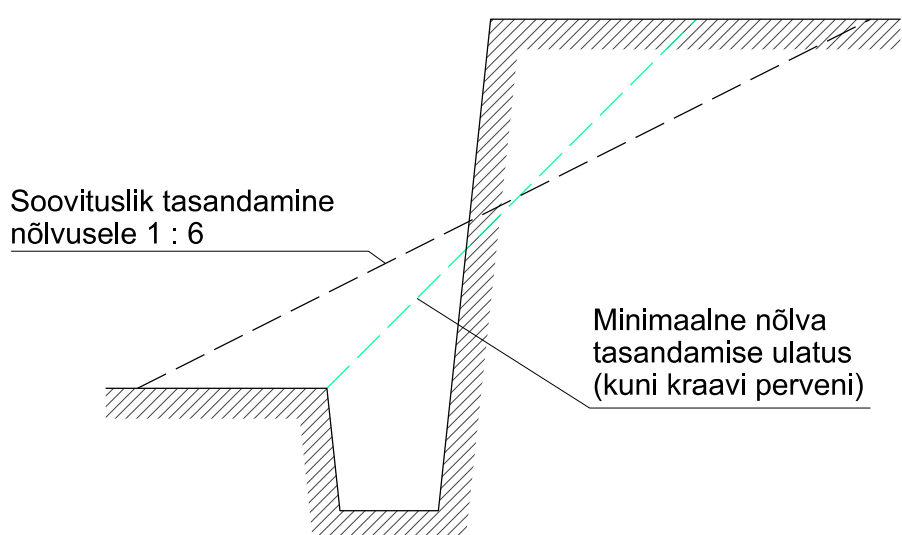 Soovituslik tasandamine
nõlvusele 1 : 6
Minimaalne nõlva
tasandamise ulatus
(kuni kraavi perveni)